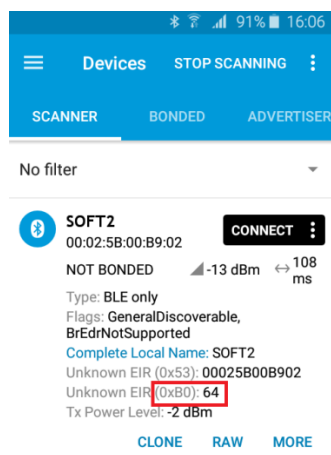 91% 16:06
Devices STOP SCANNING
SCANNER BONDED ADVERTISER
No filter
SOFT2
CONNECT
00:02:5B:00:B9:02
NOT BONDED -13 dBm ↔ 108 ms
Type: BLE only
Flags: GeneralDiscoverable,
BrEdrNotSupported
Complete Local Name: SOFT2
Unknown EIR (0x53): 00025B00B902
Unknown EIR (0xB0): 64
Tx Power Level: -2 dBm
CLONE RAW MORE